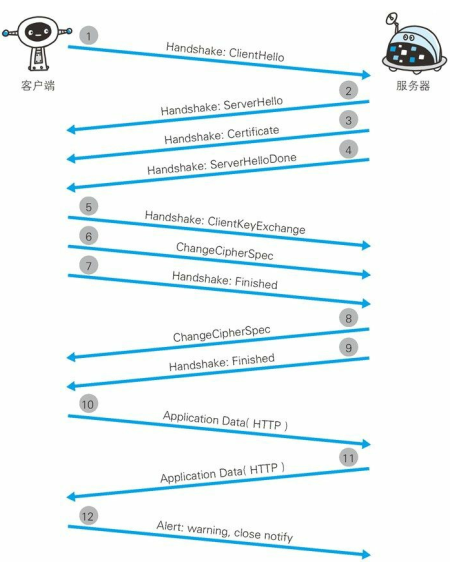 1
Handshake: ClientHello
客户端
服务器
2
Handshake: ServerHello
3
Handshake: Certificate
4
Handshake: ServerHelloDone
5
Handshake: ClientKeyExchange
6
ChangeCipherSpec
7
Handshake: Finished
8
ChangeCipherSpec
9
Handshake: Finished
10
Application Data( HTTP )
11
Application Data( HTTP )
12
Alert: warning, close notify